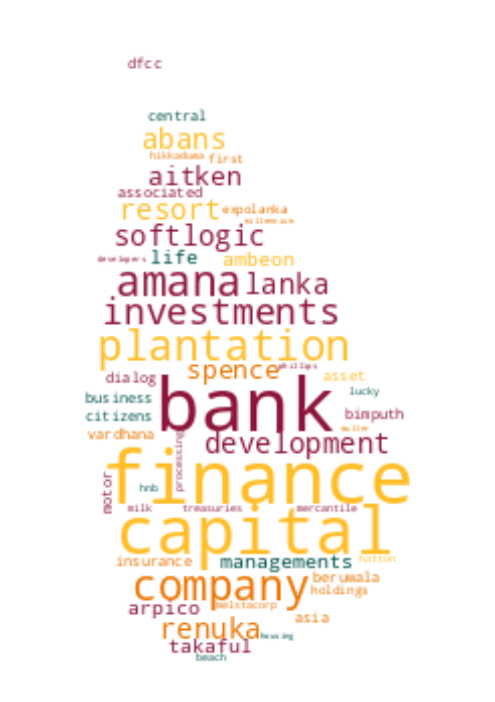 dfcc
central
abans
hikkaduwa first
aitken
associated
resort expolanka
millennium
softlogic
developers life ambeon
amana lanka
investments
plantation
spence phillips
dialog bank asset
business lucky
citizens bimputh
vardhana muller
processing development
finance
motor hnb
milk treasuries mercantile
capital
insurance managements hatton
company beruwala
holdings
arpico melstacorp
renuka asia
housing
takaful
beach